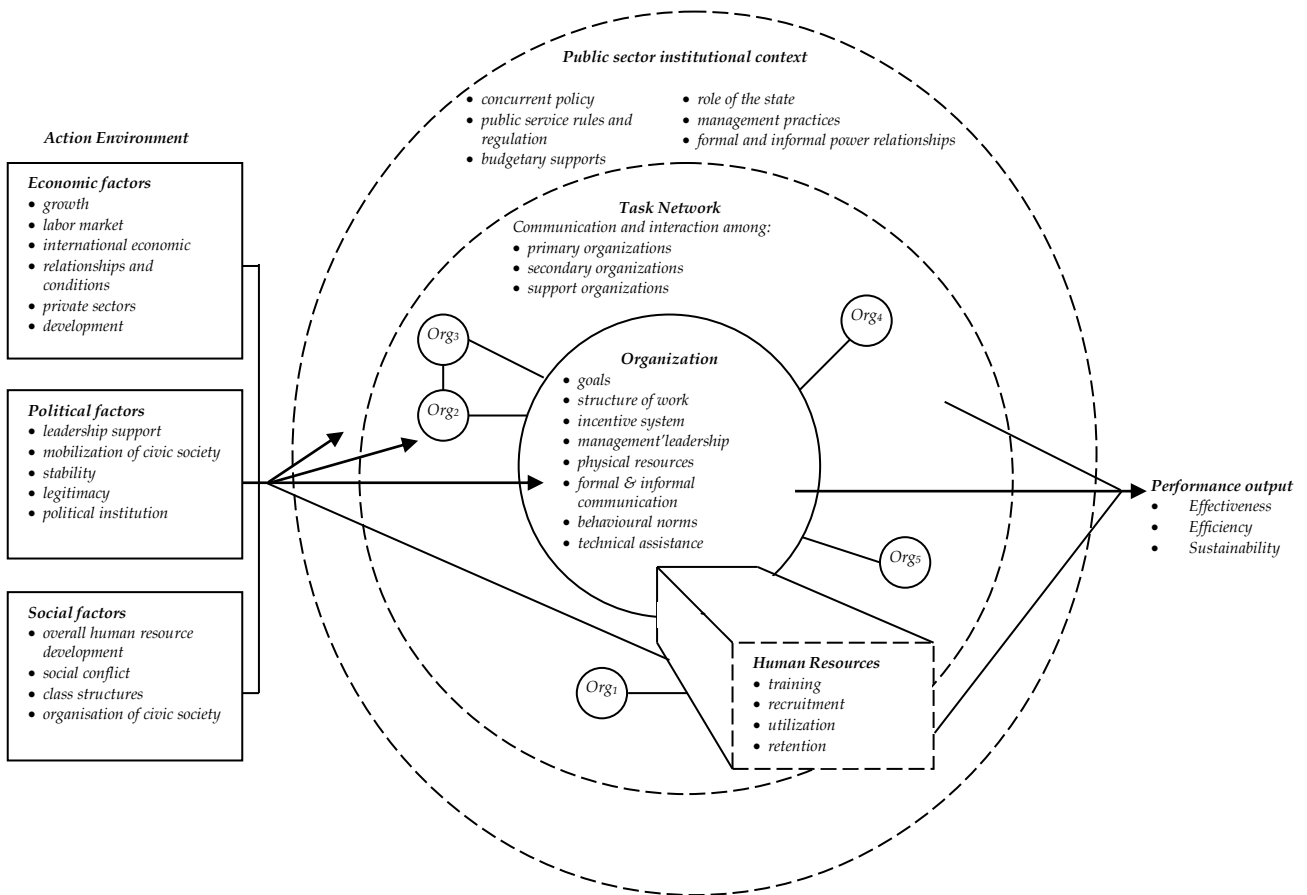 Public sector institutional context
• concurrent policy
• public service rules and
regulation
• budgetary supports
• role of the state
• management practices
• formal and informal power relationships
Action Environment
Economic factors
• growth
• labor market
• international economic
• relationships and
conditions
• private sectors
• development
Political factors
• leadership support
• mobilization of civic society
• stability
• legitimacy
• political institution
Social factors
• overall human resource
development
• social conflict
• class structures
• organisation of civic society
Task Network
Communication and interaction among:
• primary organizations
• secondary organizations
• support organizations
Org3
Org2
Org4
Organization
• goals
• structure of work
• incentive system
• management'leadership
• physical resources
• formal & informal
communication
• behavioural norms
• technical assistance
Org5
Org1
Human Resources
• training
• recruitment
• utilization
• retention
Performance output
• Effectiveness
• Efficiency
• Sustainability